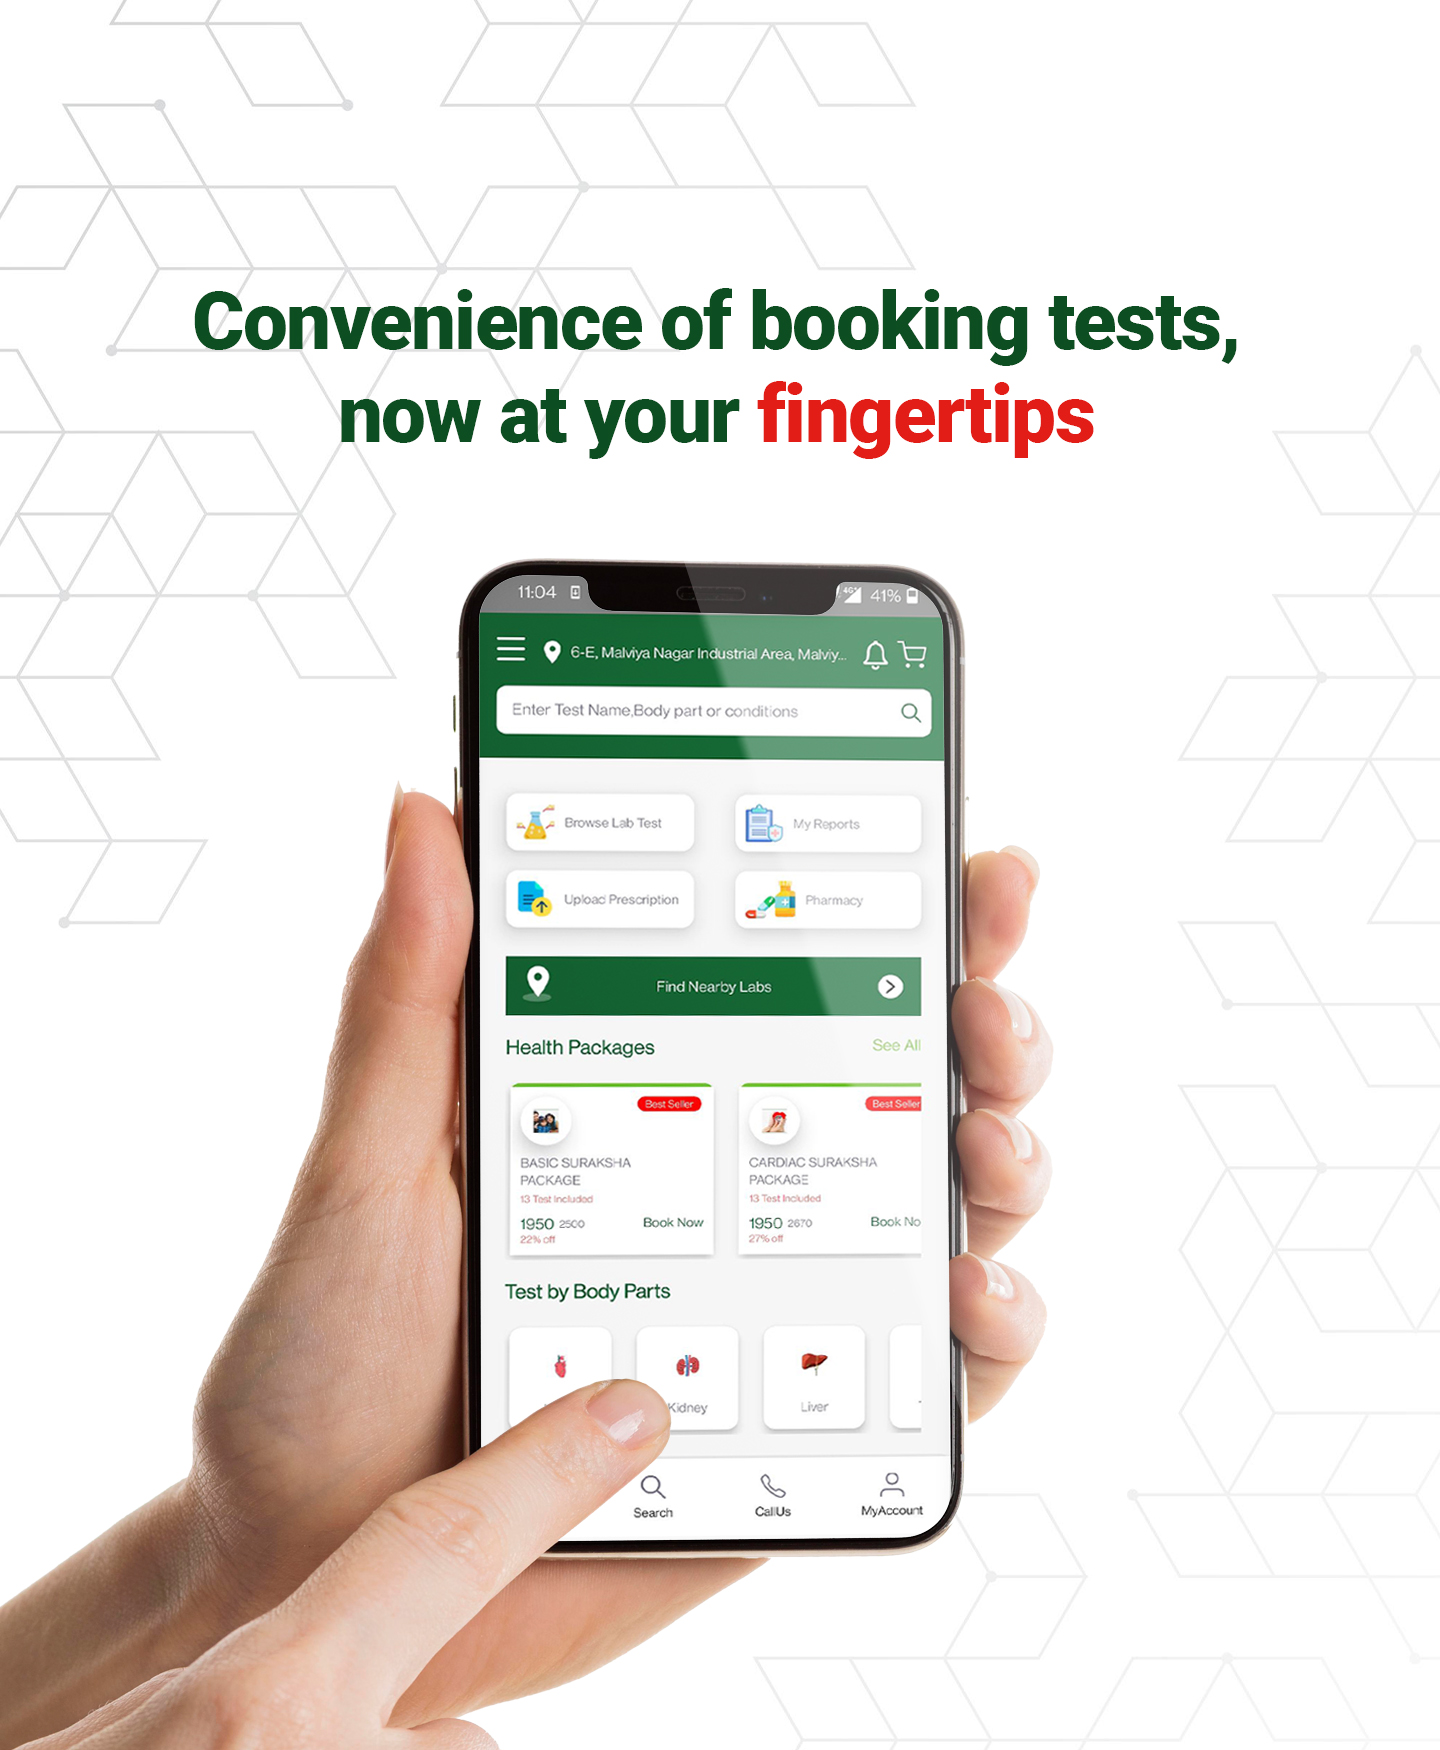 Convenience of booking tests,
now at your fingertips
11:04
4G
41%
6-E, Malviya Nagar Industrial Area, Malviy...
Enter Test Name,Body part or conditions
Browse Lab Test
My Reports
Upload Prescription
Pharmacy
Find Nearby Labs
Health Packages
See All
Best Seller
Best Seller
BASIC SURAKSHA
PACKAGE
13 Test Included
1950 2500
Book Now
22% off
CARDIAC SURAKSHA
PACKAGE
13 Test Included
1950 2670
Book No
27% off
Test by Body Parts
Kidney
Liver
Search
CallUs
MyAccount